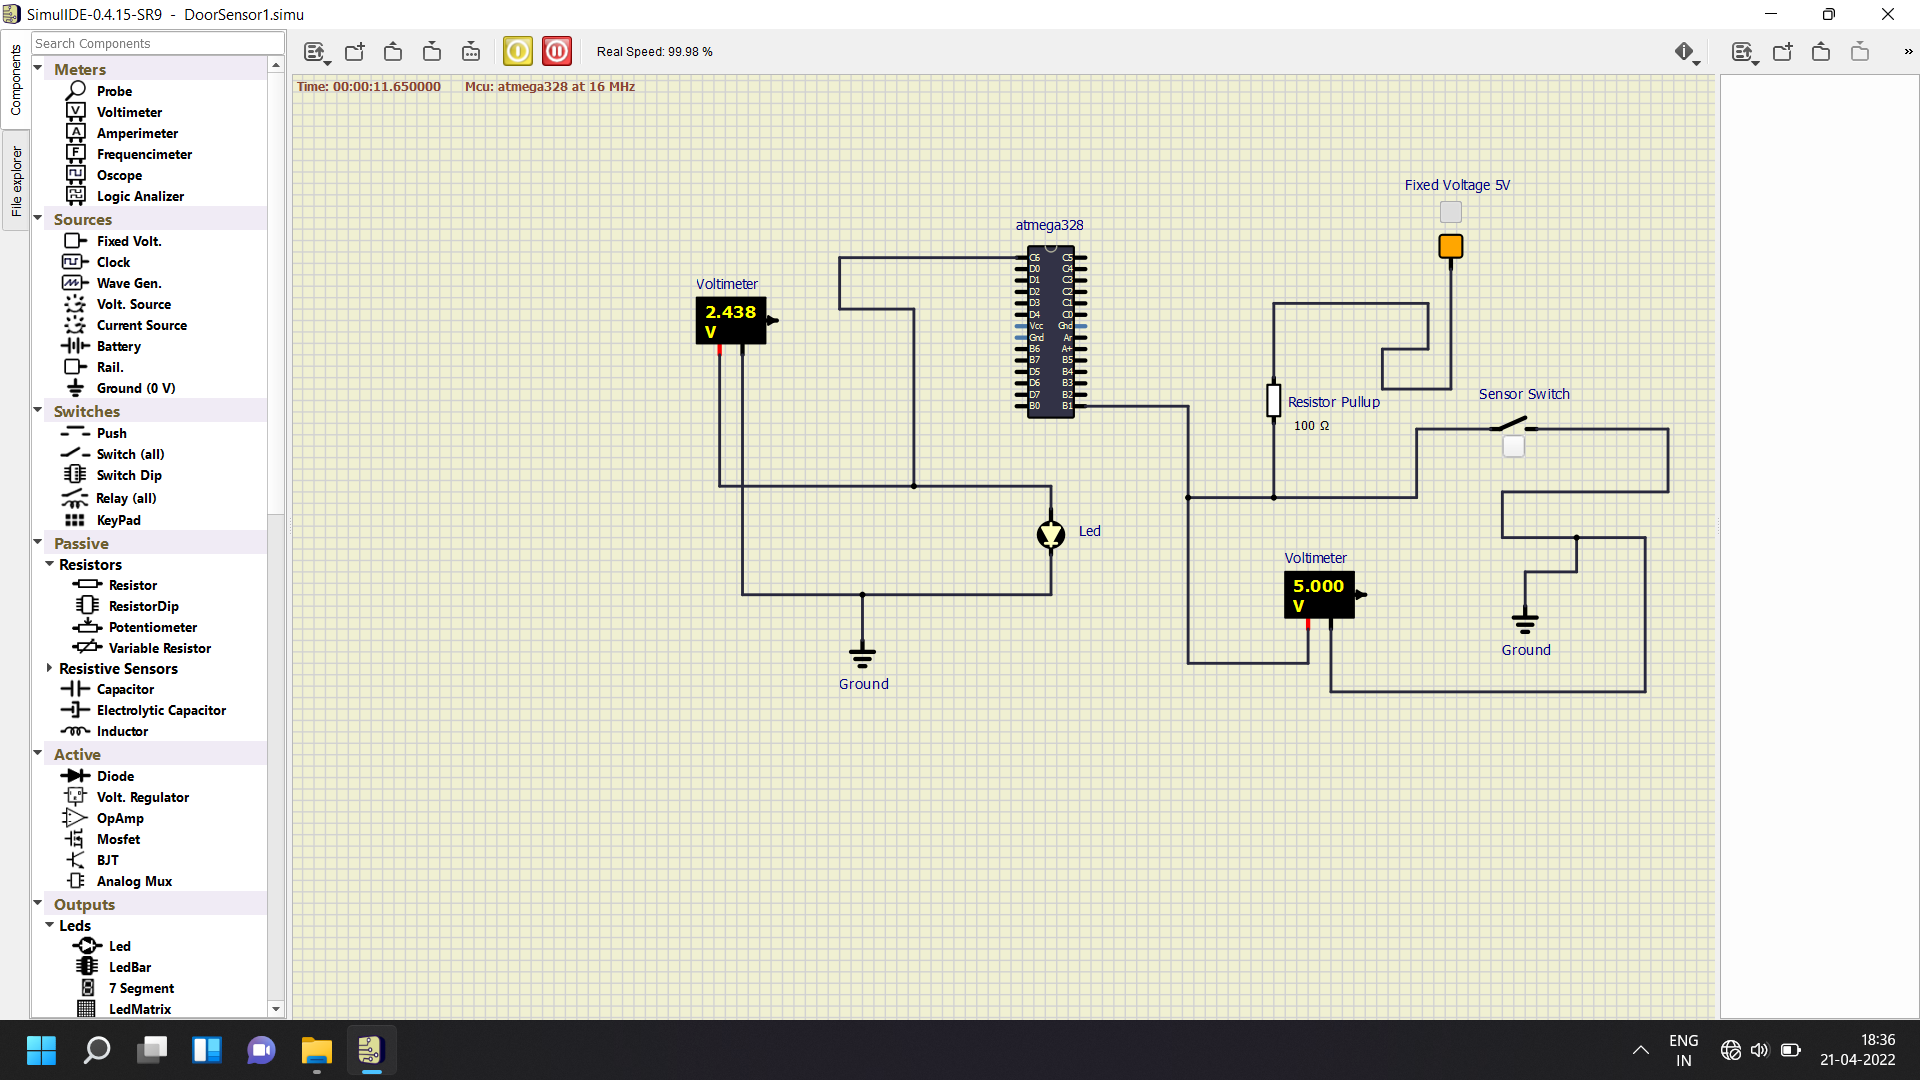 SimulIDE-0.4.15-SR9 - DoorSensor1.simu
Components
File explorer
Search Components
Meters
Probe
Voltimeter
Amperimeter
Frequencimeter
Oscope
Logic Analizer
Sources
Fixed Volt.
Clock
Wave Gen.
Volt. Source
Current Source
Battery
Rail.
Ground (0 V)
Switches
Push
Switch (all)
Switch Dip
Relay (all)
KeyPad
Passive
Resistors
Resistor
ResistorDip
Potentiometer
Variable Resistor
Resistive Sensors
Capacitor
Electrolytic Capacitor
Inductor
Active
Diode
Volt. Regulator
OpAmp
Mosfet
BJT
Analog Mux
Outputs
Leds
Led
LedBar
7 Segment
LedMatrix
Real Speed: 99.98 %
»
Time: 00:00:11.650000 Mcu: atmega328 at 16 MHz
Fixed Voltage 5V
atmega328
C6 C5
D0 C4
D1 C3
D2 C2
D3 C1
D4 C0
Vcc Gnd
Gnd Ar
B6 A+
B7 B5
D5 B4
D6 B3
D7 B2
B0 B1
Voltimeter
2.438
V
Resistor Pullup
100 Ω
Sensor Switch
Led
Voltimeter
5.000
V
Ground
Ground
ENG
IN
18:36
21-04-2022